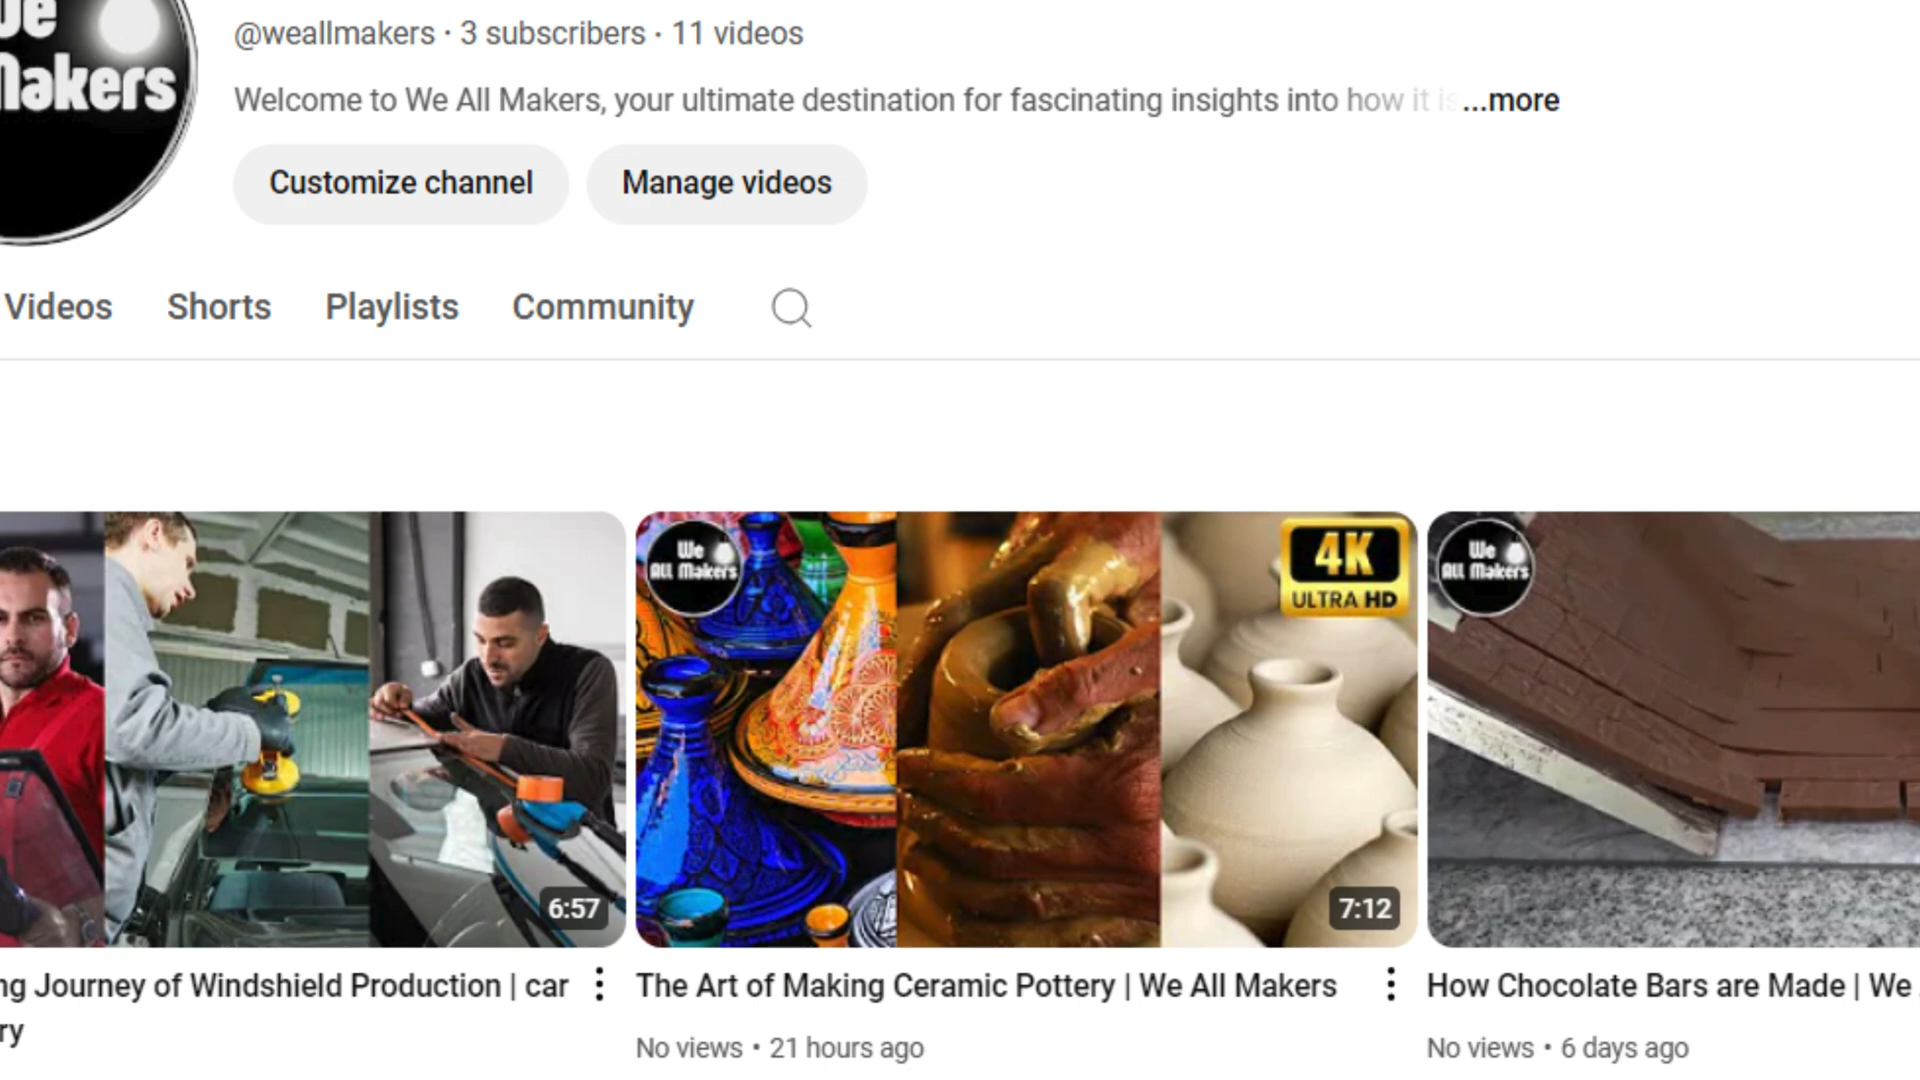 We
Makers
@weallmakers · 3 subscribers · 11 videos
Welcome to We All Makers, your ultimate destination for fascinating insights into how it is ...more
Customize channel
Manage videos
Videos
Shorts
Playlists
Community
We
All Makers
4K
ULTRA HD
We
All Makers
6:57
7:12
ng Journey of Windshield Production | car
ry
The Art of Making Ceramic Pottery | We All Makers
No views • 21 hours ago
How Chocolate Bars are Made | We
No views • 6 days ago